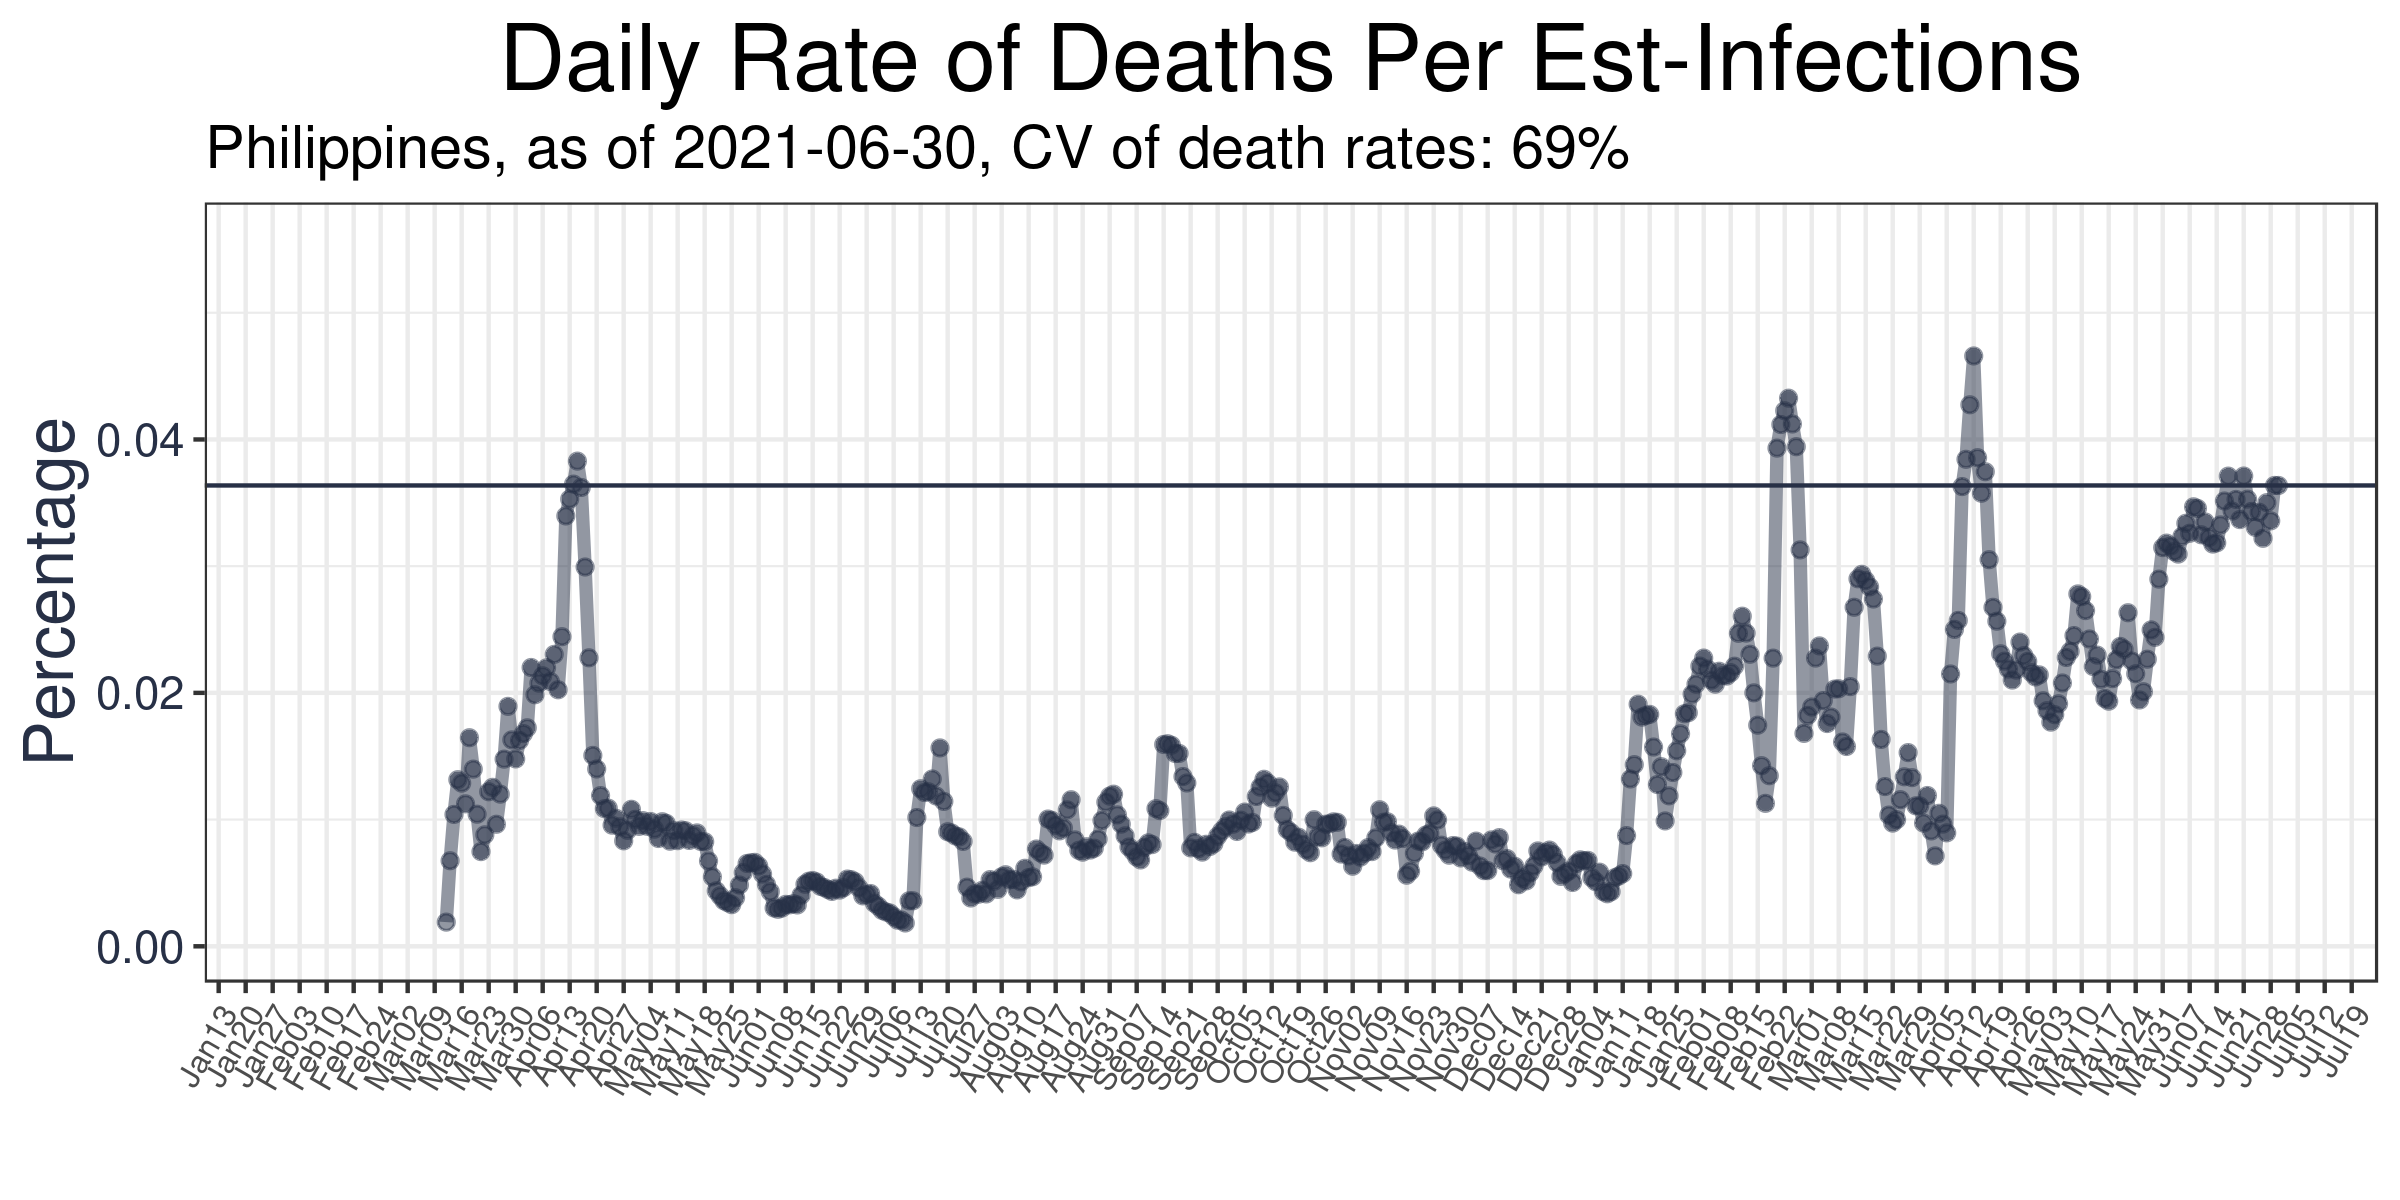 Daily Rate of Deaths Per Est-Infections
Philippines, as of 2021-06-30, CV of death rates: 69%
Percentage
0.04
0.02
0.00
Jan13
Jan20
Jan27
Feb03
Feb10
Feb17
Feb24
Mar02
Mar09
Mar16
Mar23
Mar30
Apr06
Apr13
Apr20
Apr27
May04
May11
May18
May25
Jun01
Jun08
Jun15
Jun22
Jun29
Jul06
Jul13
Jul20
Jul27
Aug03
Aug10
Aug17
Aug24
Aug31
Sep07
Sep14
Sep21
Sep28
Oct05
Oct12
Oct19
Oct26
Nov02
Nov09
Nov16
Nov23
Nov30
Dec07
Dec14
Dec21
Dec28
Jan04
Jan11
Jan18
Jan25
Feb01
Feb08
Feb15
Feb22
Mar01
Mar08
Mar15
Mar22
Mar29
Apr05
Apr12
Apr19
Apr26
May03
May10
May17
May24
May31
Jun07
Jun14
Jun21
Jun28
Jul05
Jul12
Jul19